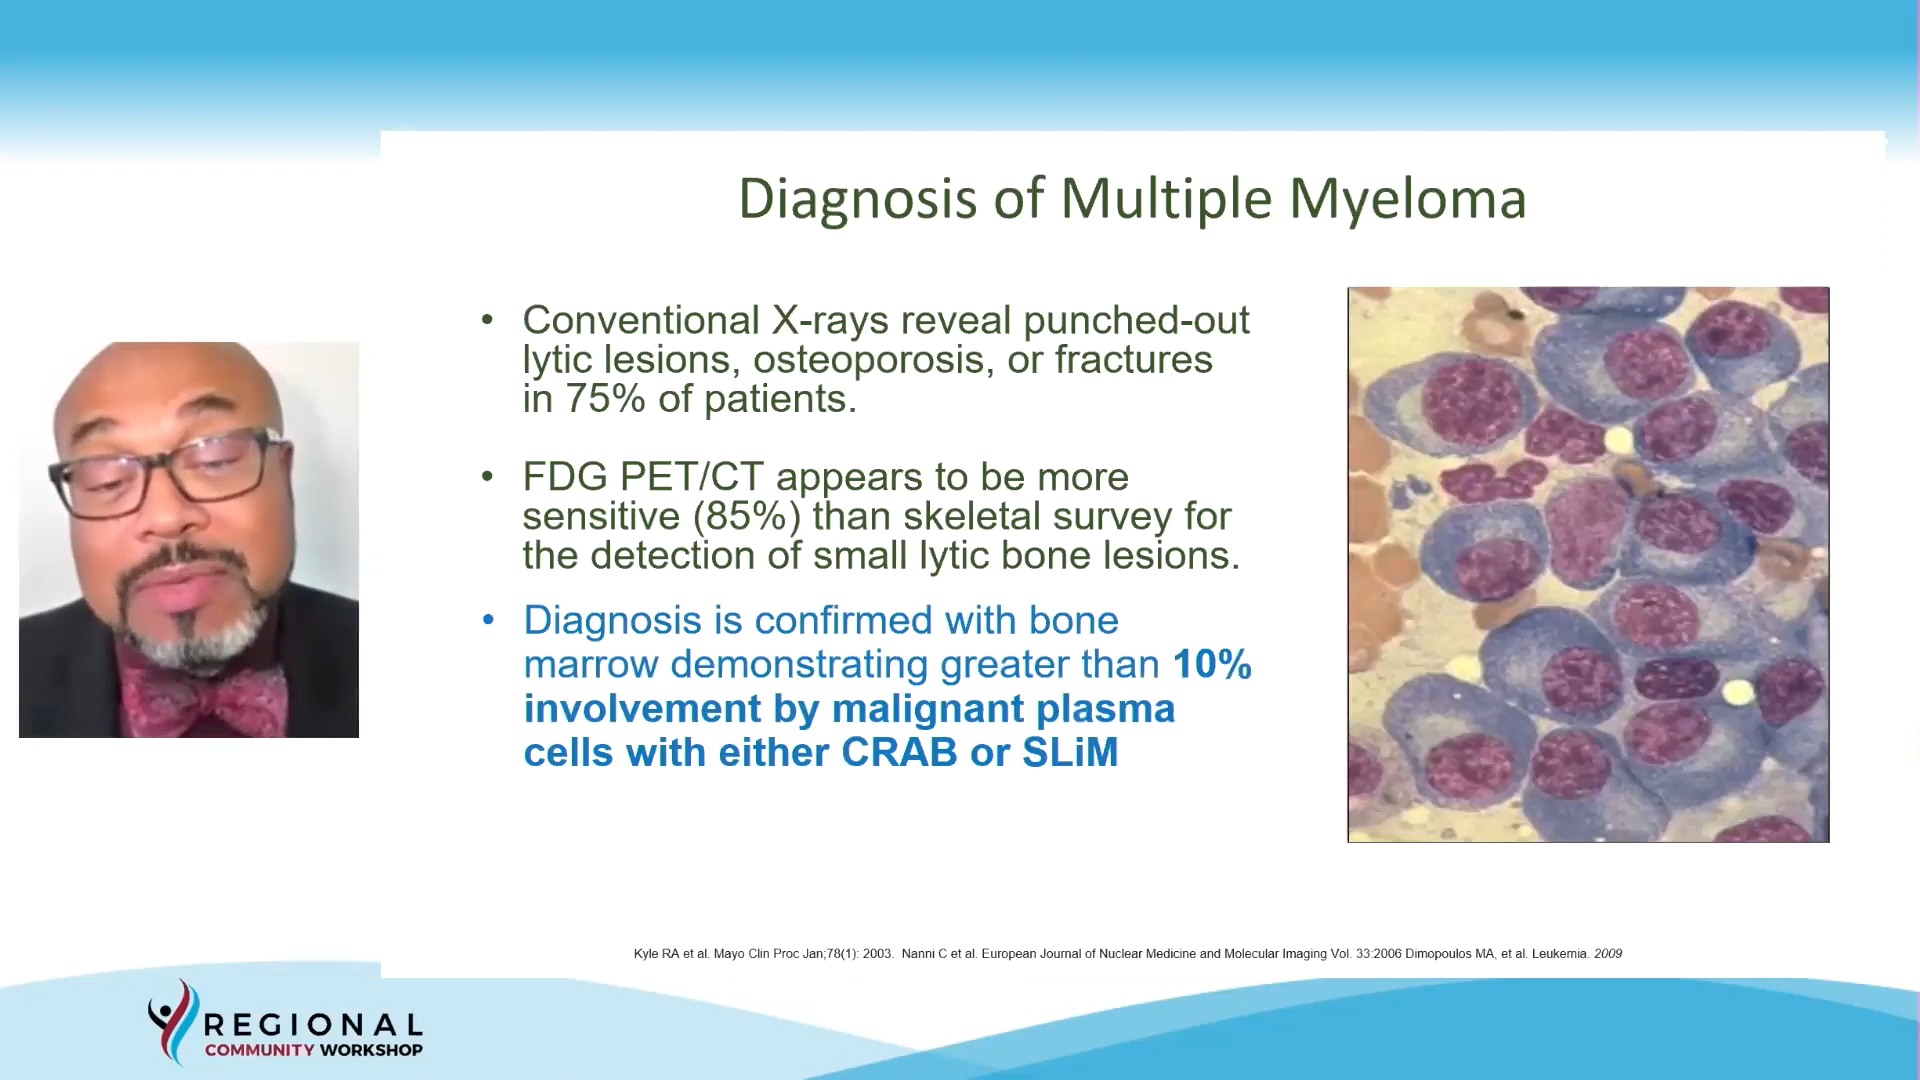 Diagnosis of Multiple Myeloma
• Conventional X-rays reveal punched-out
lytic lesions, osteoporosis, or fractures
in 75% of patients.
• FDG PET/CT appears to be more
sensitive (85%) than skeletal survey for
the detection of small lytic bone lesions.
• Diagnosis is confirmed with bone
marrow demonstrating greater than 10%
involvement by malignant plasma
cells with either CRAB or SLiM
Kyle RA et al. Mayo Clin Proc Jan;78(1): 2003. Nanni C et al. European Journal of Nuclear Medicine and Molecular Imaging Vol. 33:2006 Dimopoulos MA, et al. Leukemia. 2009
REGIONAL
COMMUNITY WORKSHOP